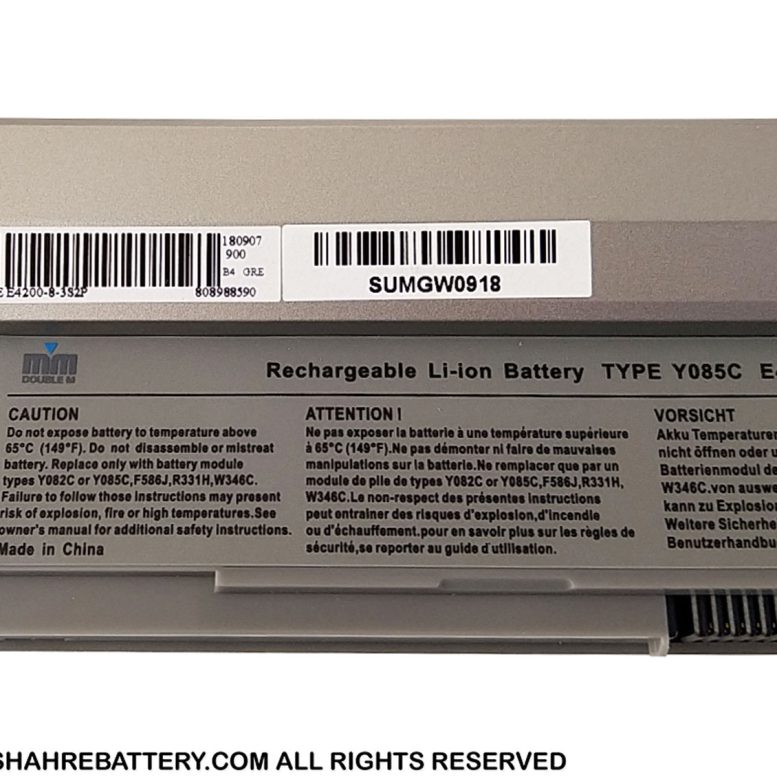 180907
900
B4 GRE
E4200-8-3S2P
808988590
SUMGW0918
DOUBLE M
Rechargeable Li-ion Battery TYPE Y085C
CAUTION
Do not expose battery to temperature above
65°C (149°F). Do not disassemble or mistreat
battery. Replace only with battery module
types Y082C or Y085C,F586J,R331H,W346C.
Failure to follow those instructions may present
risk of explosion, fire or high temperatures.See
owner's manual for additional safety instructions.
Made in China
ATTENTION !
Ne pas exposer la batterie à une température supérieure
à 65°C (149°F).Ne pas démonter ni faire de mauvaises
manipulations sur la batterie.Ne remplacer que par un
module de pile de types Y082C or Y085C,F586J,R331H,
W346C.Le non-respect des présentes instructions
peut entraîner des risques d'explosion,d'incendie
ou d'échauffement.pour en savoir plus sur les règles de
sécurité,se reporter au guide d'utilisation.
VORSICHT
Akku Temperaturen
nicht öffnen oder u
Batterienmodul de
W346C.von auswe
kann zu Explosion
Weitere Sicherhe
Benutzerhandbu
SHAHREBATTERY.COM ALL RIGHTS RESERVED